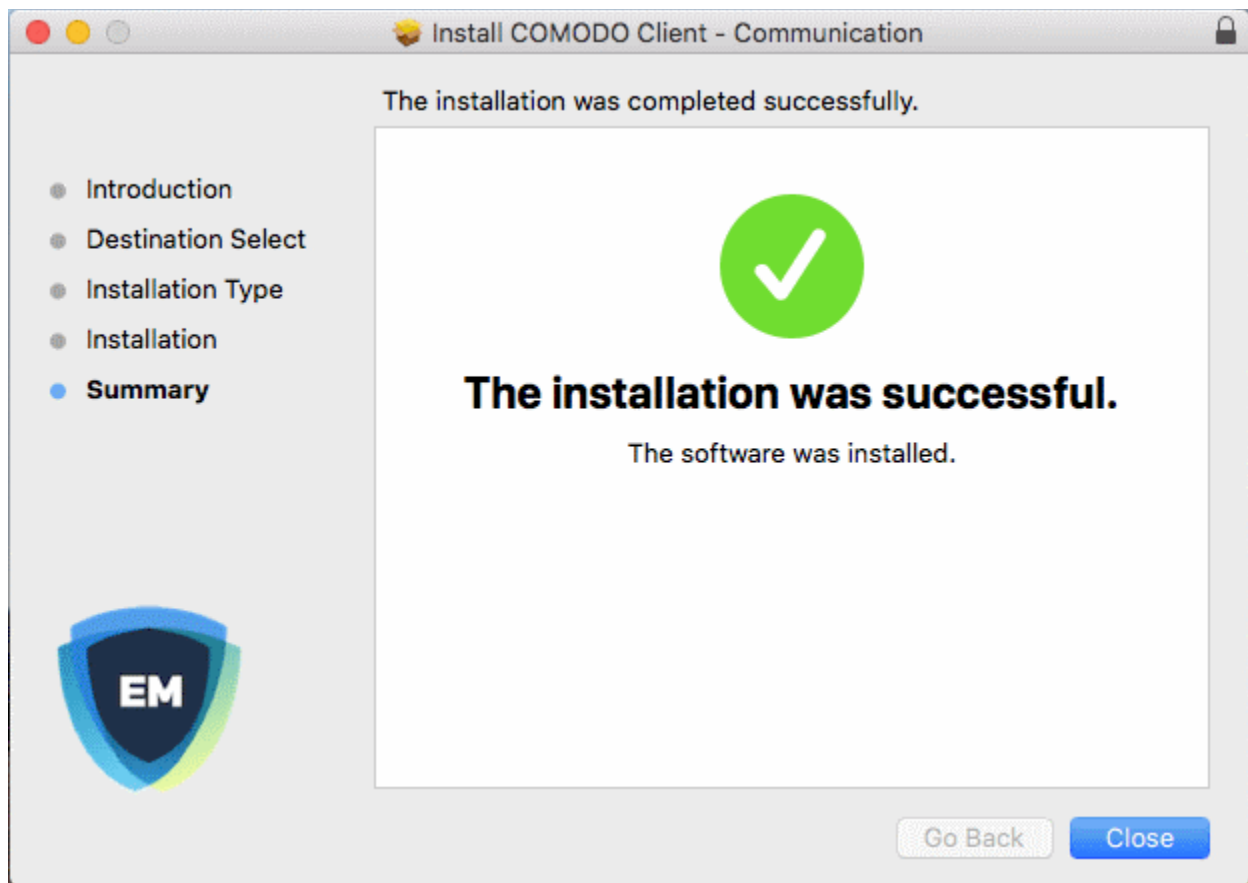 Install COMODO Client - Communication
The installation was completed successfully.
Introduction
Destination Select
Installation Type
Installation
Summary
The installation was successful.
The software was installed.
EM
Go Back
Close